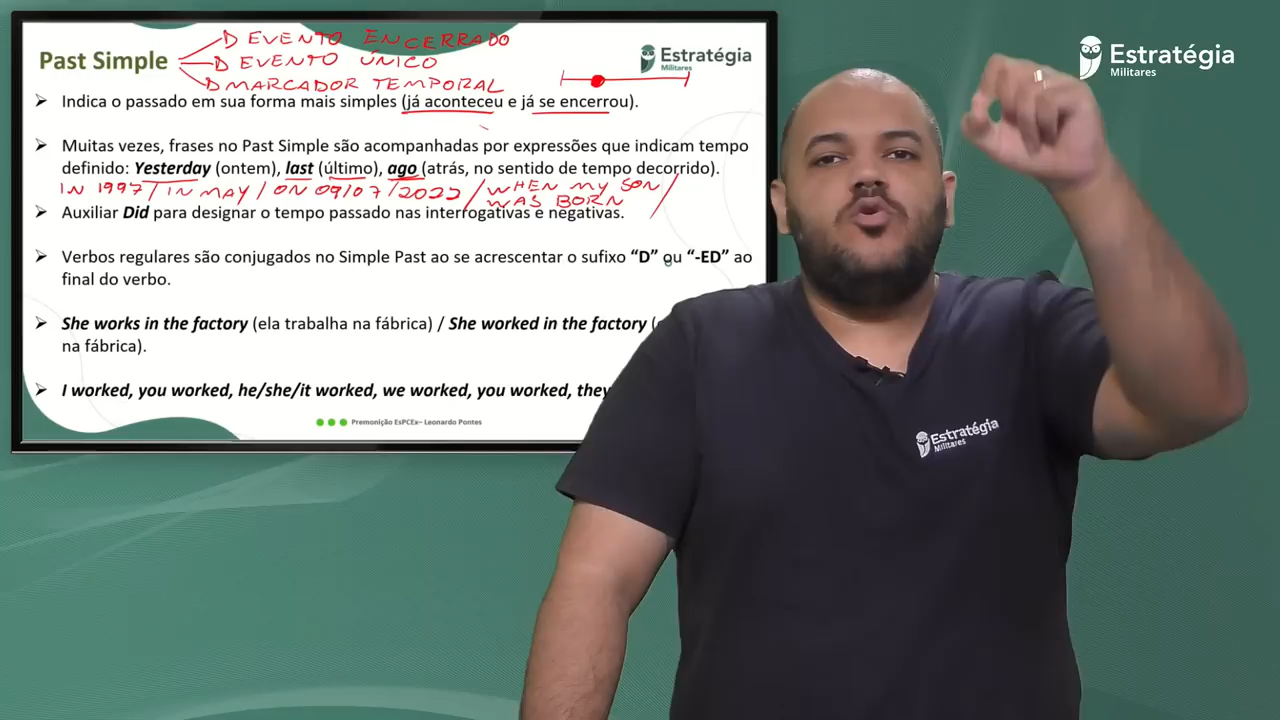 EVENTO ENCERRADO
Past Simple
EVENTO ÚNICO
MARCADOR TEMPORAL
Estratégia
Militares
Indica o passado em sua forma mais simples (já aconteceu e já se encerrou).
Muitas vezes, frases no Past Simple são acompanhadas por expressões que indicam tempo
definido: Yesterday (ontem), last (último), ago (atrás, no sentido de tempo decorrido).
IN 1997 / IN MAY / ON 09/07/2022 / WHEN MY SON /
WAS BORN
Auxiliar Did para designar o tempo passado nas interrogativas e negativas.
Verbos regulares são conjugados no Simple Past ao se acrescentar o sufixo “D” ou “-ED” ao
final do verbo.
She works in the factory (ela trabalha na fábrica) / She worked in the factory (
na fábrica).
I worked, you worked, he/she/it worked, we worked, you worked, they
Premonição EsPCEx– Leonardo Pontes
Estratégia
Militares
Estratégia
Militares